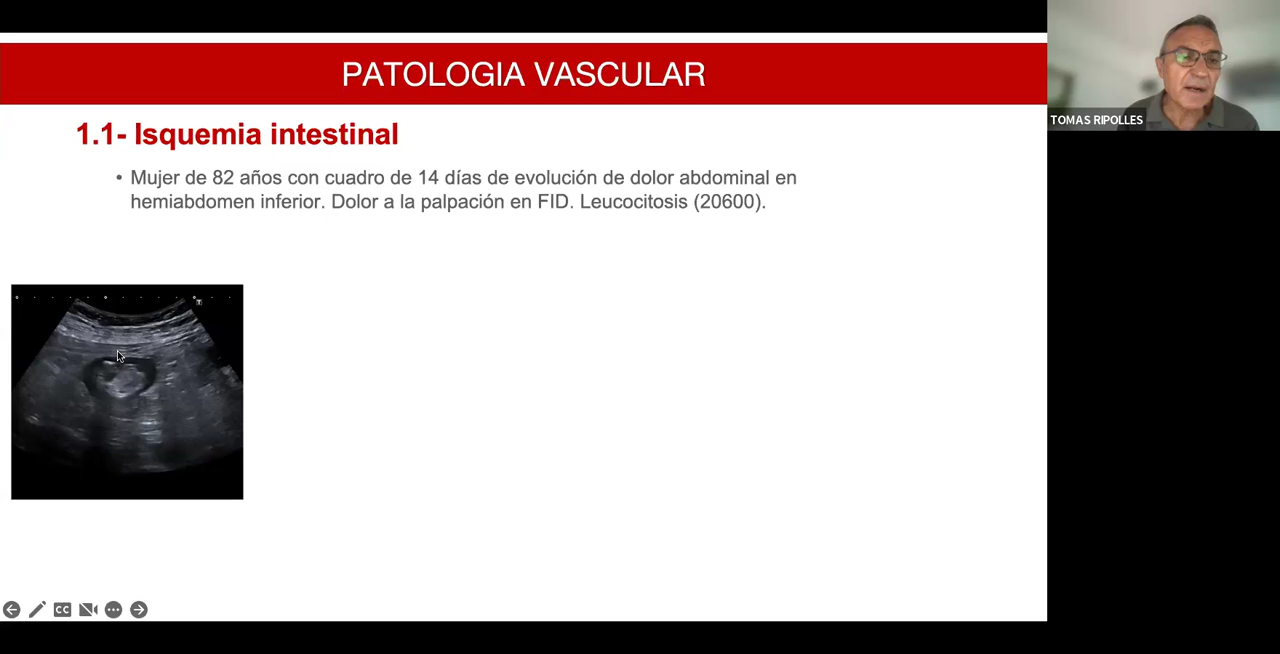 PATOLOGIA VASCULAR
TOMAS RIPOLLES
1.1- Isquemia intestinal
• Mujer de 82 años con cuadro de 14 días de evolución de dolor abdominal en
hemiabdomen inferior. Dolor a la palpación en FID. Leucocitosis (20600).
T
CC